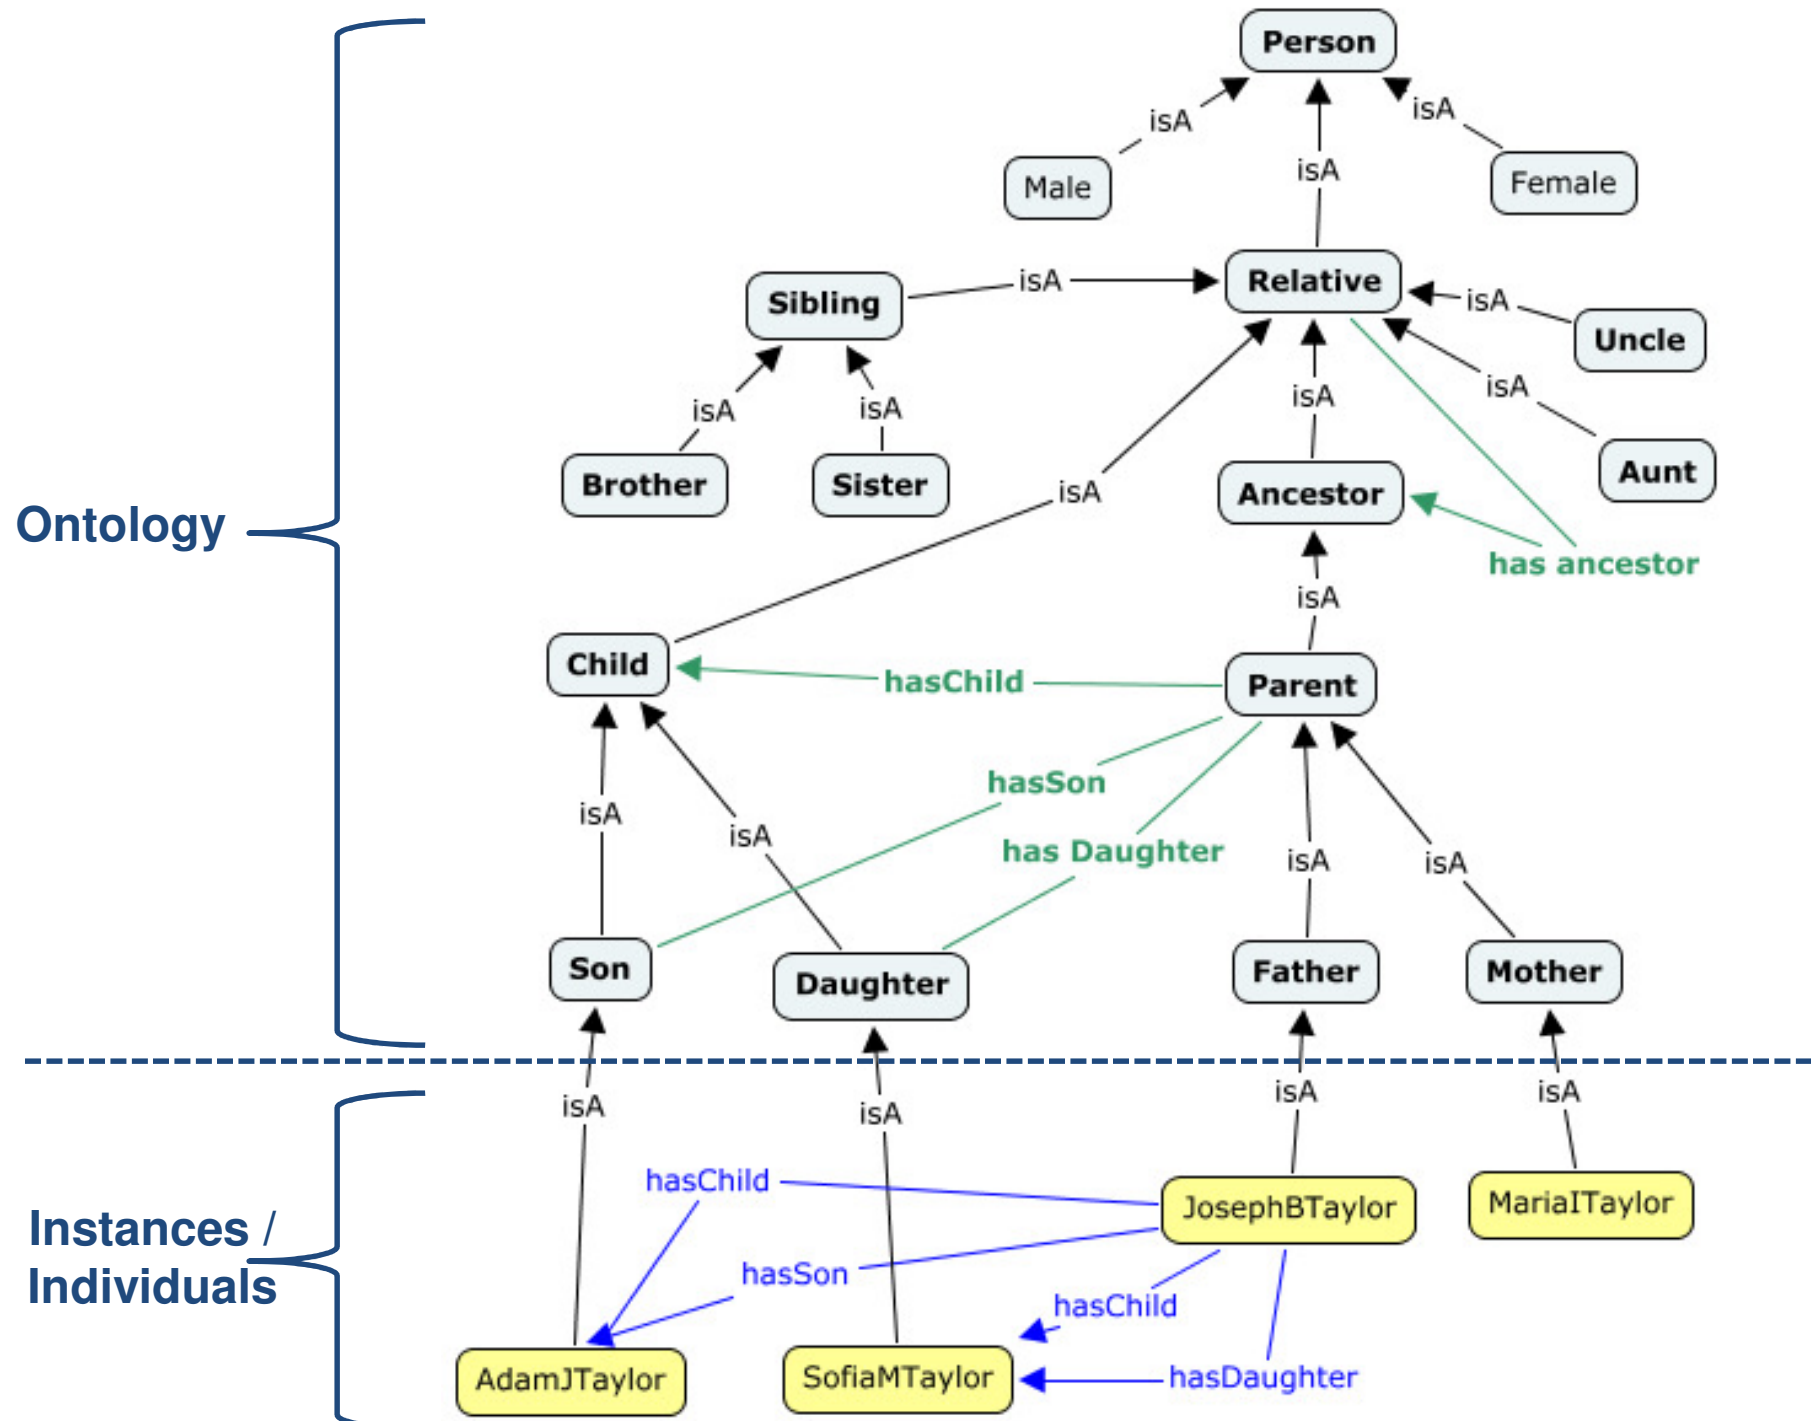 Person
isA
isA
isA
Male
Female
Relative
isA
Sibling
isA
Uncle
isA
isA
isA
isA
Brother
Sister
Ancestor
Aunt
isA
Ontology
has ancestor
isA
Child
hasChild
Parent
hasSon
isA
isA
has Daughter
isA
isA
Son
Daughter
Father
Mother
isA
isA
isA
isA
hasChild
JosephBTaylor
MariaITaylor
Instances /
Individuals
hasSon
hasChild
AdamJTaylor
SofiaMTaylor
hasDaughter